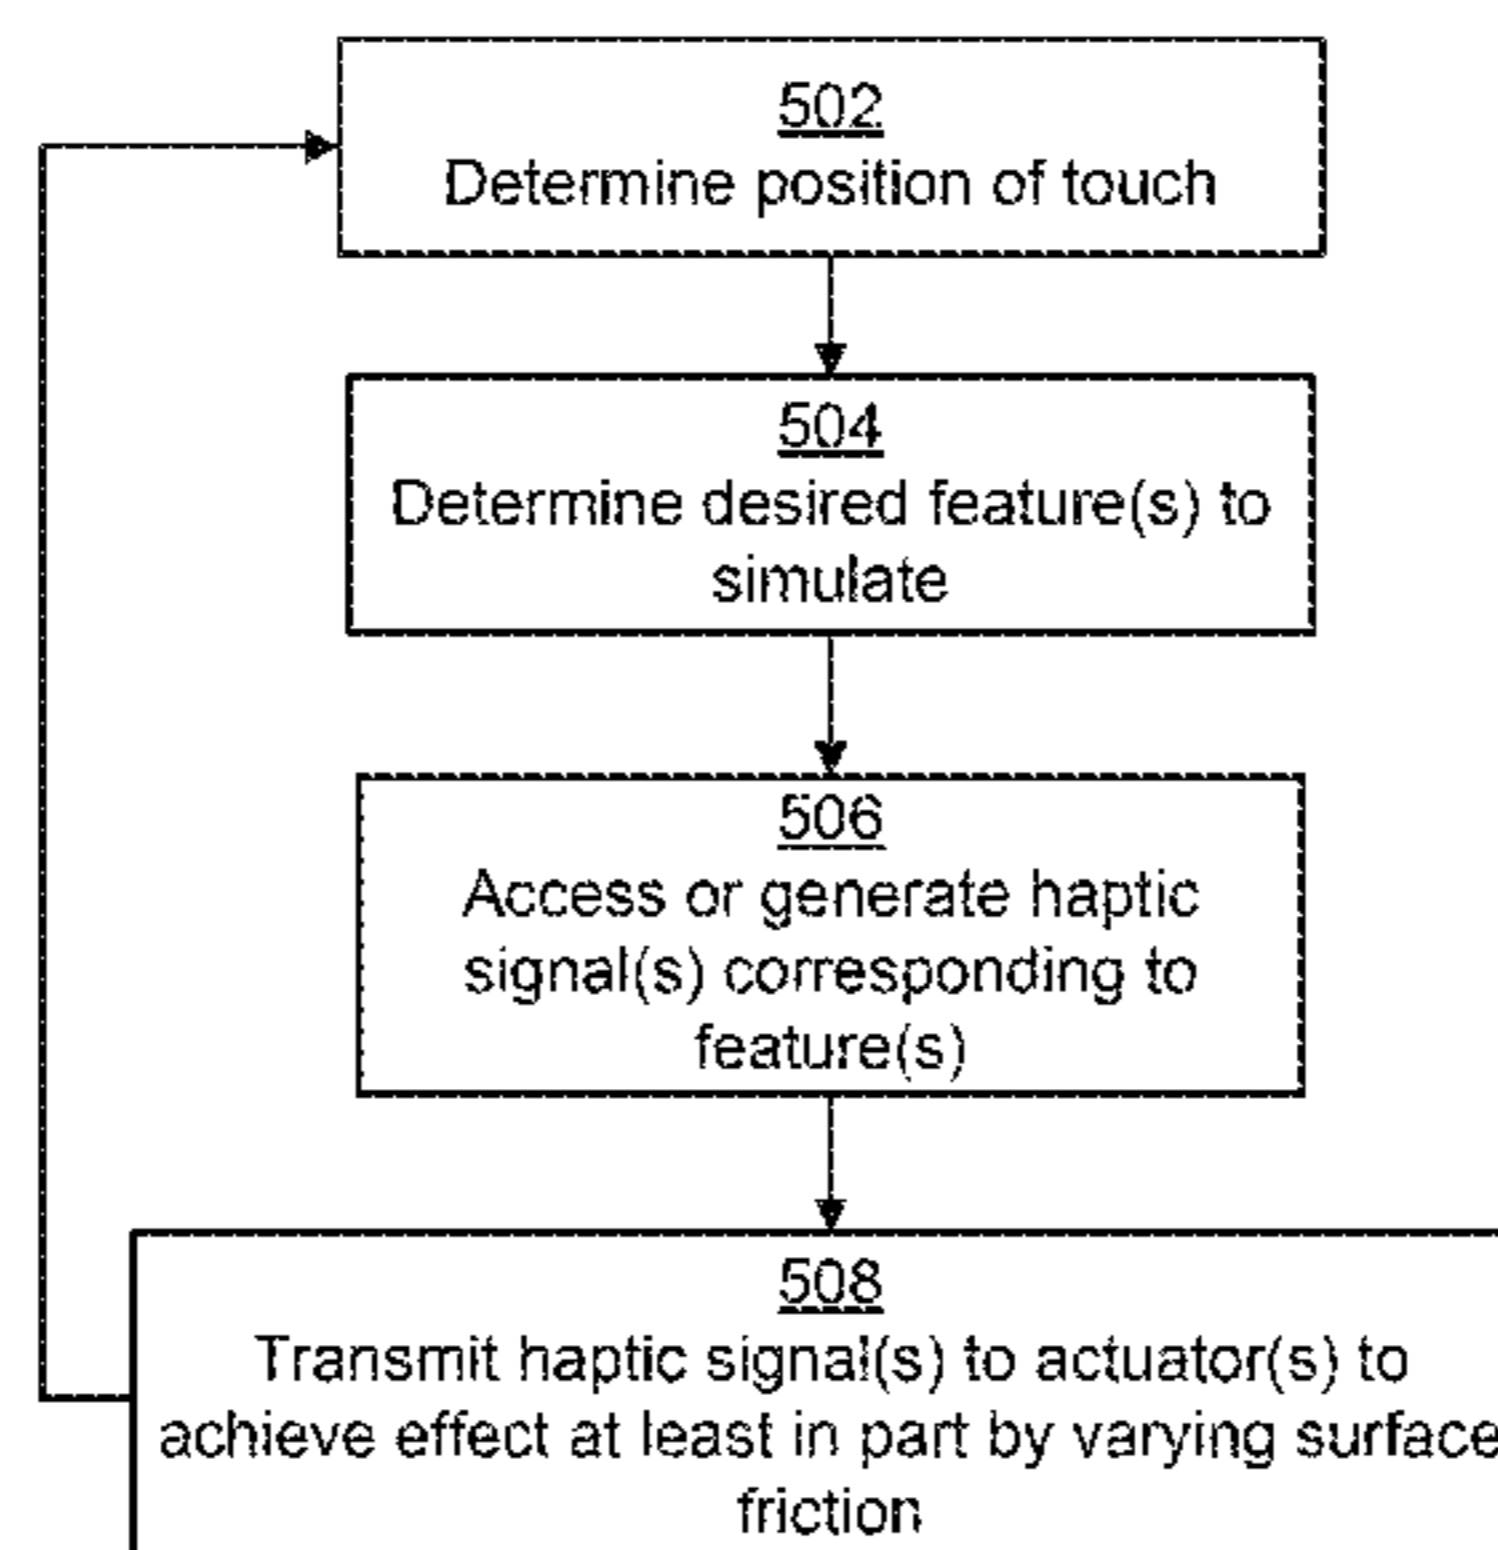 502
Determine position of touch
504
Determine desired feature(s) to
simulate
506
Access or generate haptic
signal(s) corresponding to
feature(s)
508
Transmit haptic signal(s) to actuator(s) to
achieve effect at least in part by varying surface
friction